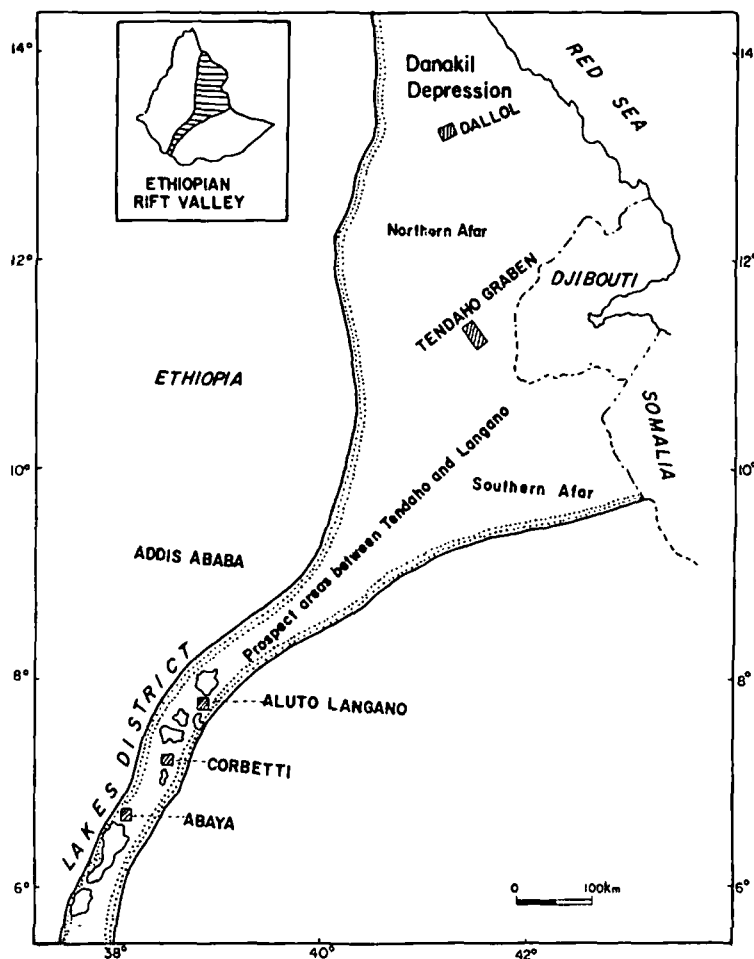 14°
12°
10°
8°
6°
ETHIOPIAN
RIFT VALLEY
Danakil
Depression
DALLOL
RED SEA
14°
Northern Afar
12°
DJIBOUTI
TENDAHO GRABEN
ETHIOPIA
SOMALIA
Prospect areas between Tendaho and Langano
Southern Afar
10°
ADDIS ABABA
LAKES DISTRICT
8°
ALUTO LANGANO
CORBETTI
ABAYA
0 100km
6°
38° 40° 42°